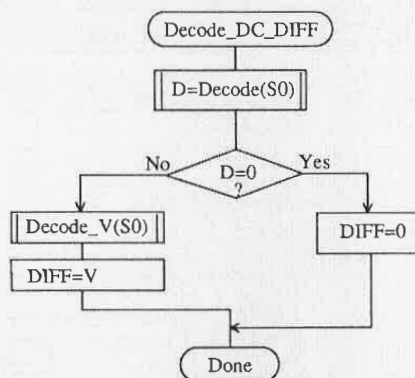 Decode_DC_DIFF
D=Decode(S0)
No
Yes
D=0
?
Decode_V(S0)
DIFF=0
DIFF=V
Done